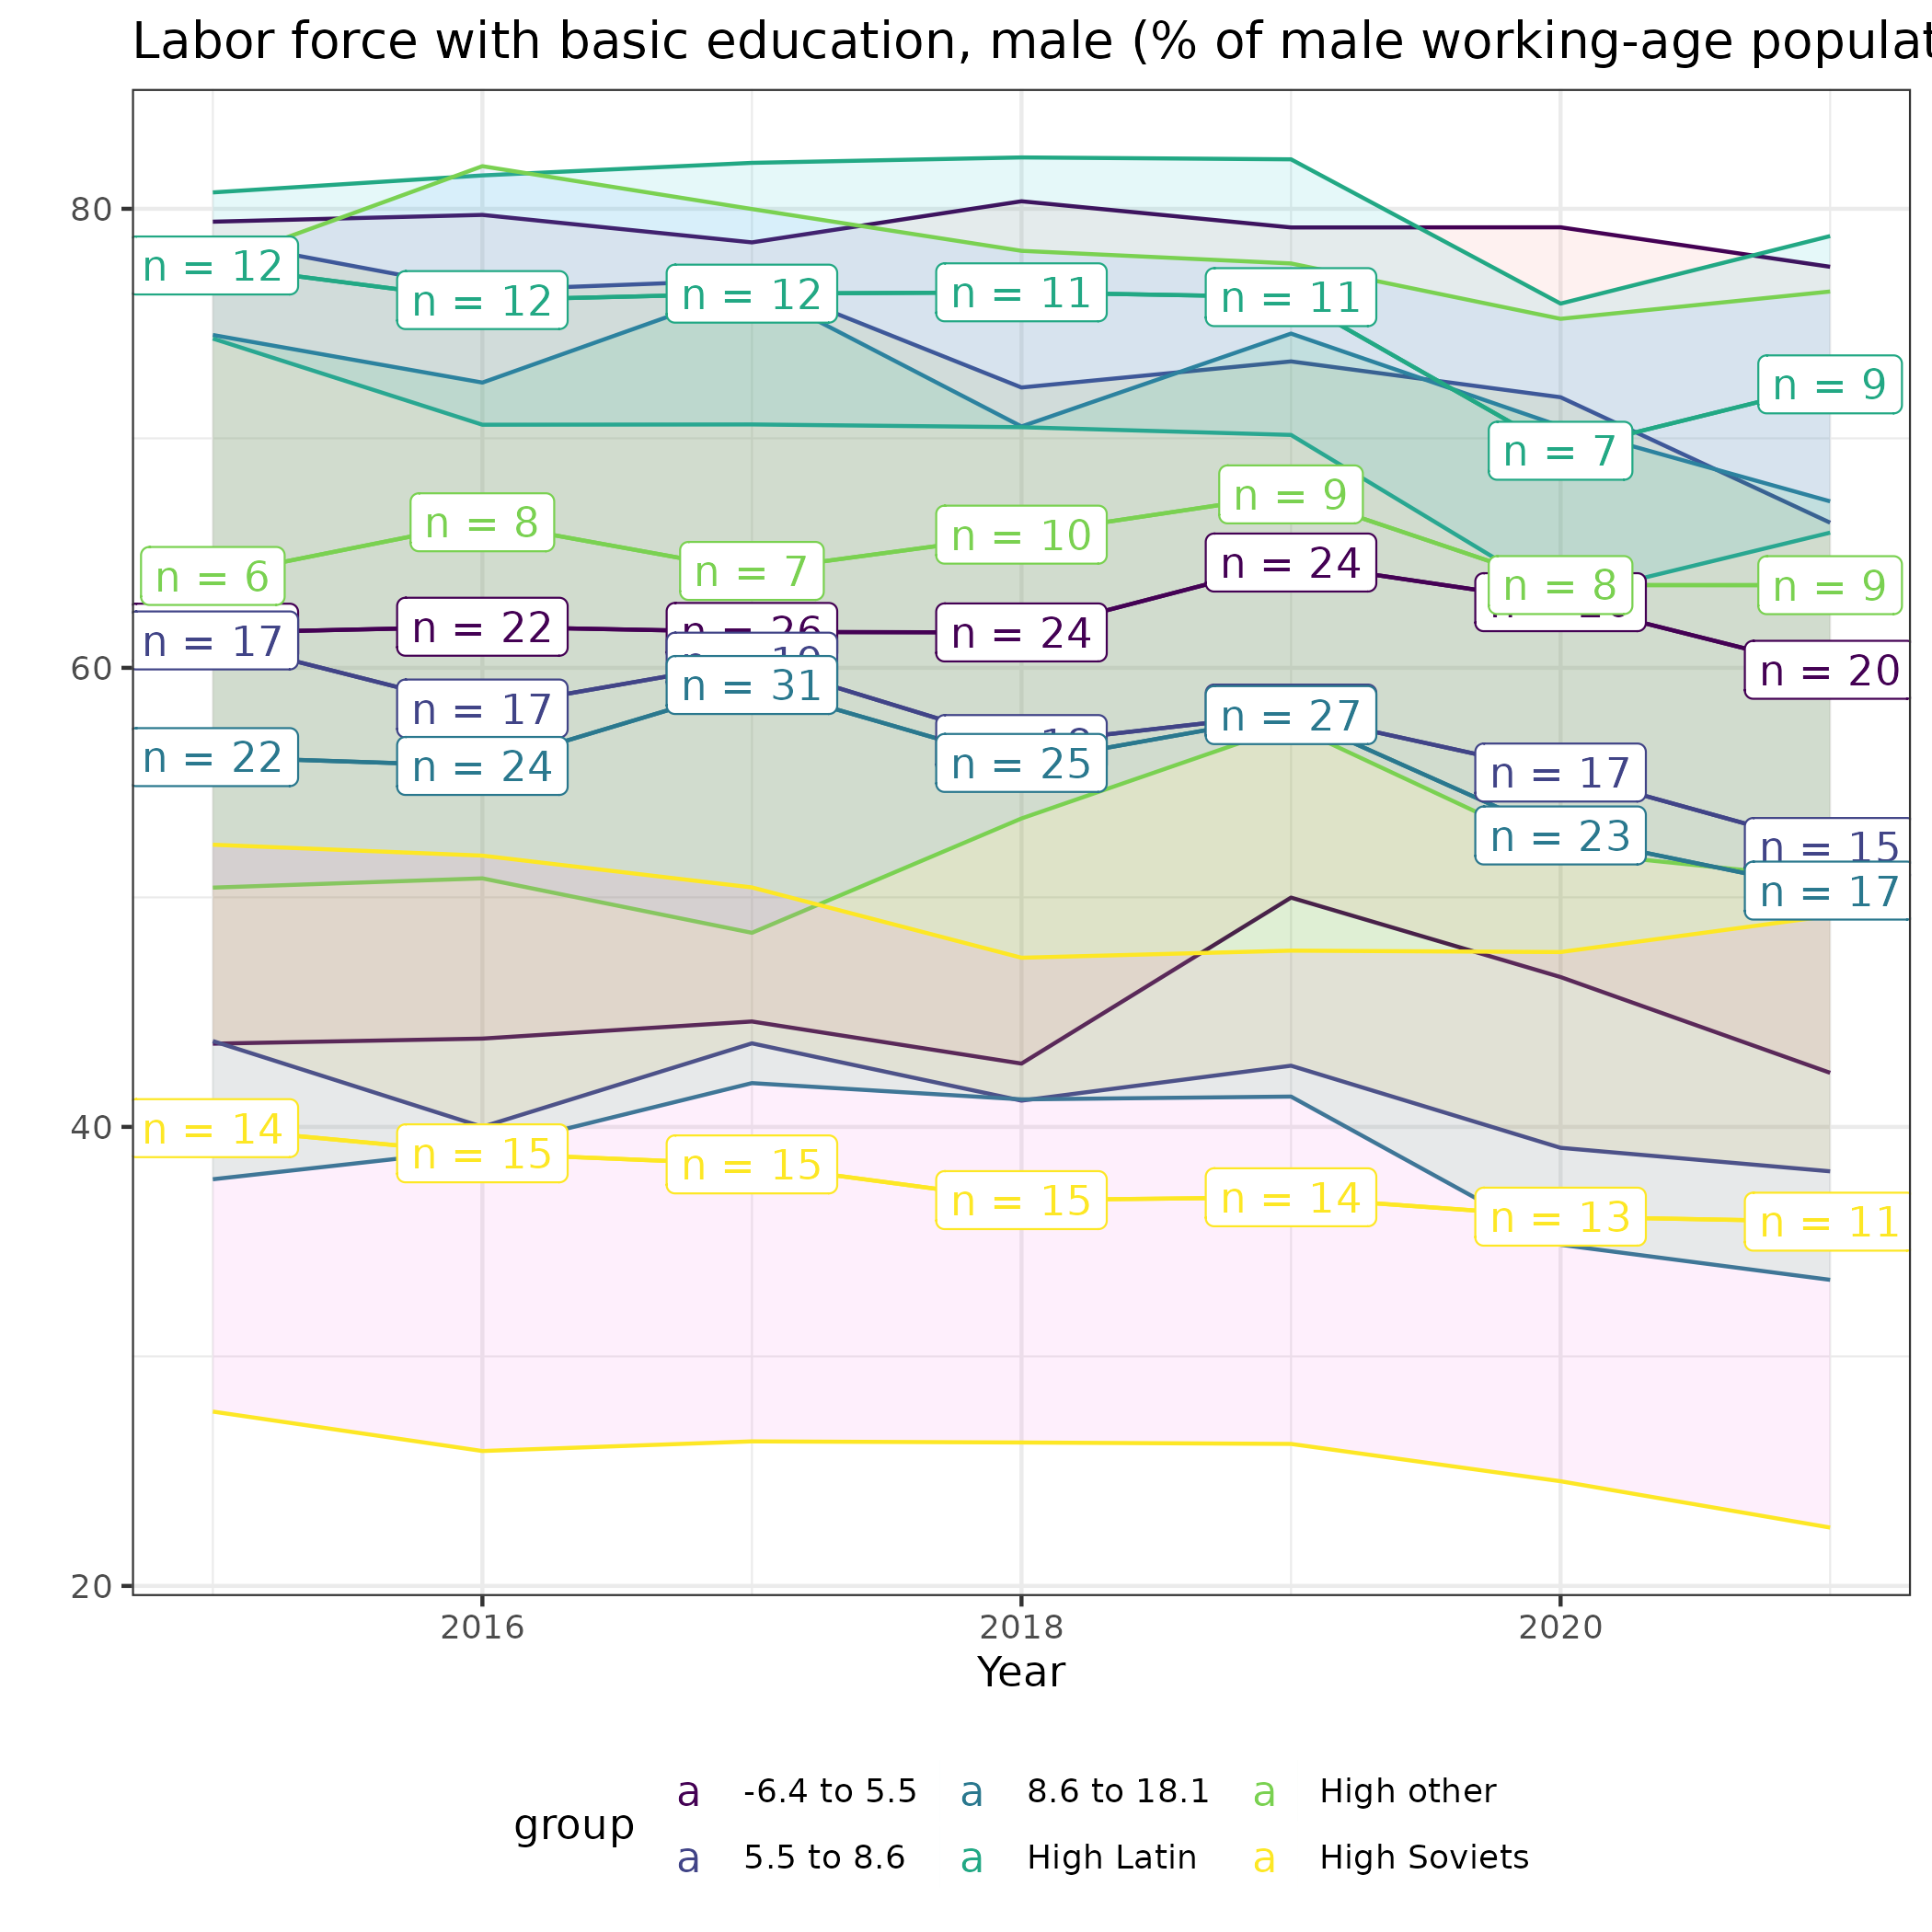 Labor force with basic education, male (% of male working-age populat
80
n = 12
n = 12
n = 12
n = 11
n = 11
n = 9
n = 7
n = 6
n = 8
n = 7
n = 10
n = 9
n = 8
n = 9
n = 17
n = 22
n = 26
n = 24
n = 24
n = 20
60
n = 17
n = 31
n = 27
n = 17
n = 15
n = 22
n = 24
n = 25
n = 23
n = 17
40
n = 14
n = 15
n = 15
n = 15
n = 14
n = 13
n = 11
20
2016 2018 2020
Year
group
a -6.4 to 5.5 a 8.6 to 18.1 a High other
a 5.5 to 8.6 a High Latin a High Soviets